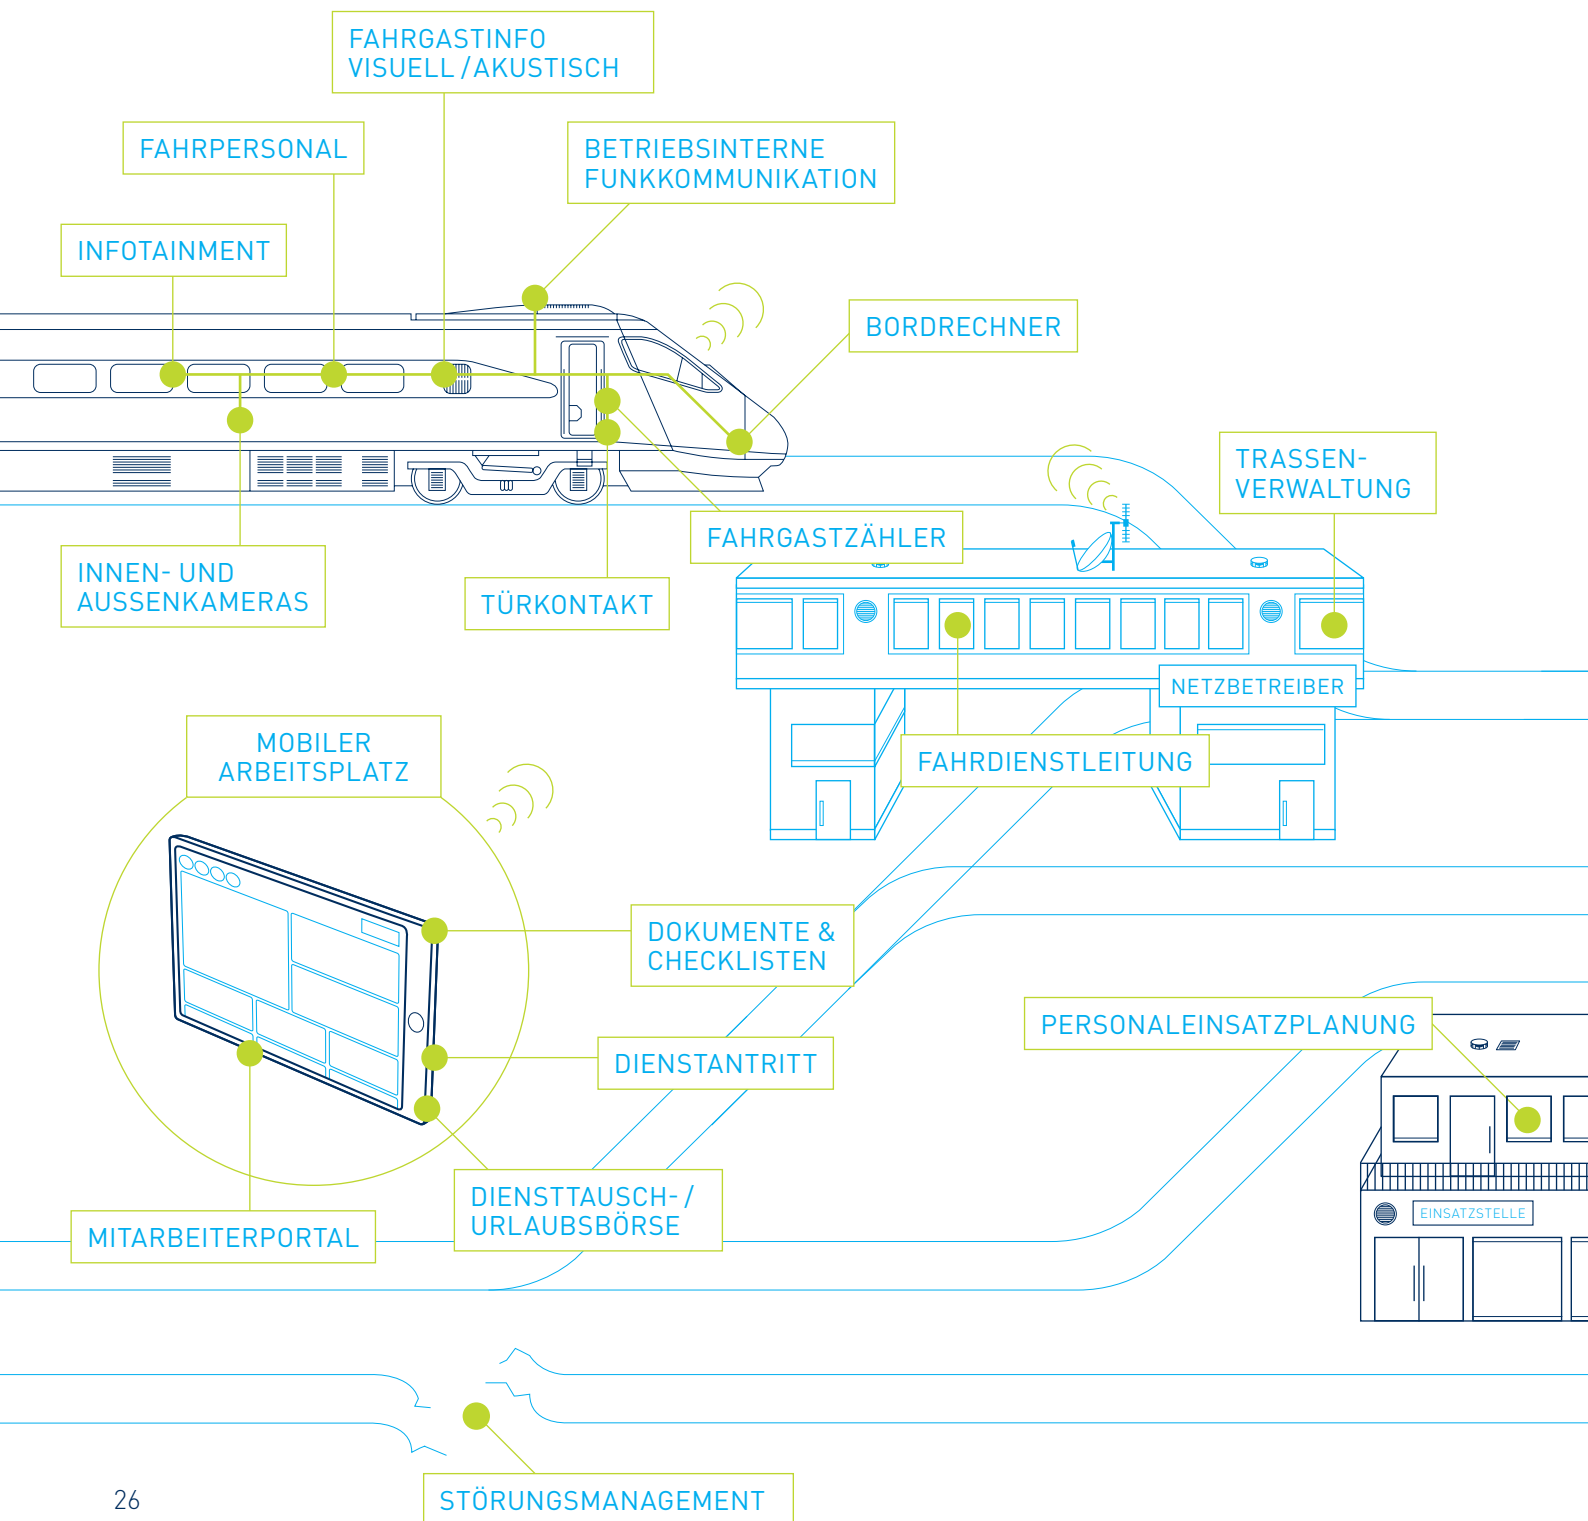 FAHRGASTINFO
VISUELL / AKUSTISCH
FAHRPERSONAL
BETRIEBSINTERNE
FUNKKOMMUNIKATION
INFOTAINMENT
BORDRECHNER
TRASSEN-
VERWALTUNG
FAHRGASTZÄHLER
INNEN- UND
AUSSENKAMERAS
TÜRKONTAKT
NETZBETREIBER
MOBILER
ARBEITSPLATZ
FAHRDIENSTLEITUNG
DOKUMENTE &
CHECKLISTEN
PERSONALEINSATZPLANUNG
DIENSTANTRITT
DIENSTTAUSCH- /
URLAUBSBÖRSE
EINSATZSTELLE
MITARBEITERPORTAL
STÖRUNGSMANAGEMENT
26